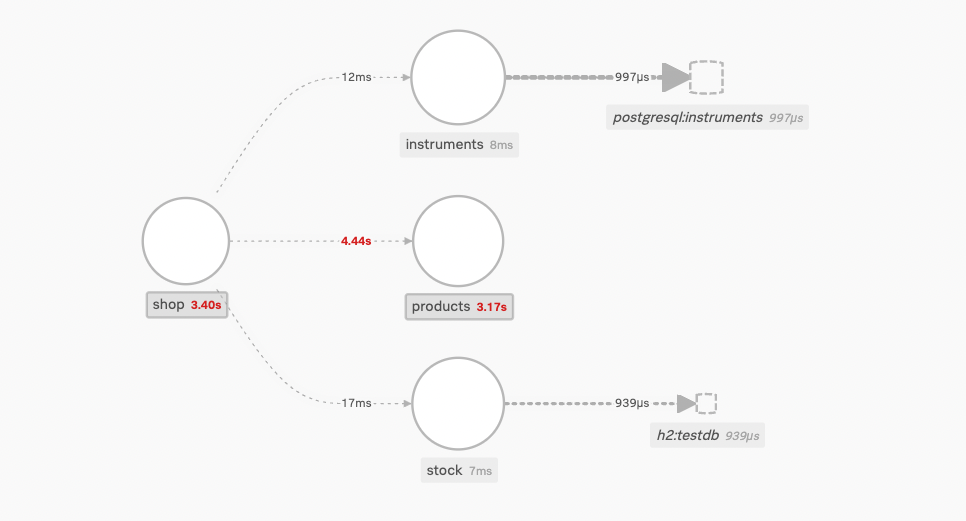 12ms
997µs
postgresql:instruments 997µs
instruments 8ms
4.44s
shop 3.40s
products 3.17s
17ms
939µs
h2:testdb 939µs
stock 7ms